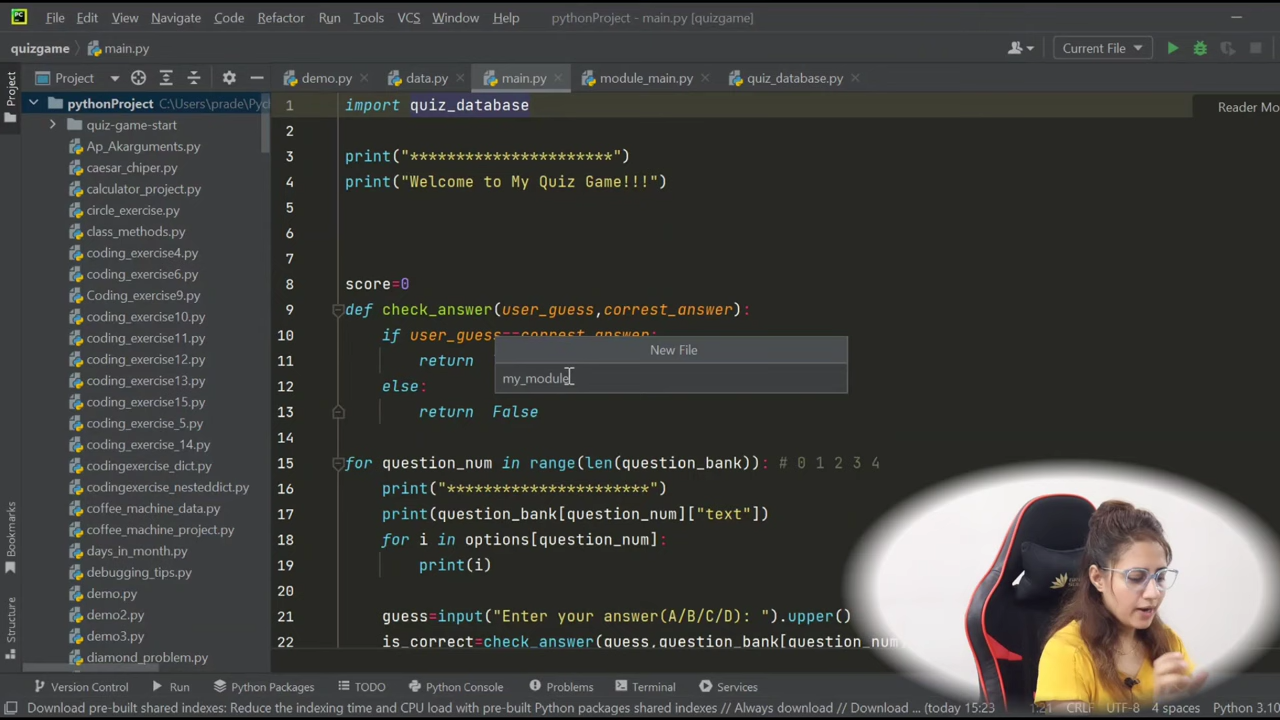 File Edit View Navigate Code Refactor Run Tools VCS Window Help pythonProject - main.py [quizgame]
quizgame main.py Current File
Project demo.py data.py main.py module_main.py quiz_database.py
Project
pythonProject C:\Users\prade\Pyc
quiz-game-start
Ap_Akarguments.py
caesar_chiper.py
calculator_project.py
circle_exercise.py
class_methods.py
coding_exercise4.py
coding_exercise6.py
Coding_exercise9.py
coding_exercise10.py
coding_exercise11.py
coding_exercise12.py
coding_exercise13.py
coding_exercise15.py
coding_exercise_5.py
coding_exercise_14.py
codingexercise_dict.py
codingexercise_nesteddict.py
coffee_machine_data.py
coffee_machine_project.py
days_in_month.py
debugging_tips.py
demo.py
demo2.py
demo3.py
diamond_problem.py
Bookmarks
Structure
1 import quiz_database
Reader Mo
2
3 print("**********************")
4 print("Welcome to My Quiz Game!!!")
5
6
7
8 score=0
9 def check_answer(user_guess,correst_answer):
10 if user_guess==correst_answer:
11 return
12 else:
13 return False
14
15 for question_num in range(len(question_bank)): # 0 1 2 3 4
16 print("**********************")
17 print(question_bank[question_num]["text"])
18 for i in options[question_num]:
19 print(i)
20
21 guess=input("Enter your answer(A/B/C/D): ").upper()
22 is_correct=check_answer(guess,question_bank[question_num]
New File
my_module
Version Control Run Python Packages TODO Python Console Problems Terminal Services
Download pre-built shared indexes: Reduce the indexing time and CPU load with pre-built Python packages shared indexes // Always download // Download ... (today 15:23 1:21 CRLF UTF-8 4 spaces Python 3.10